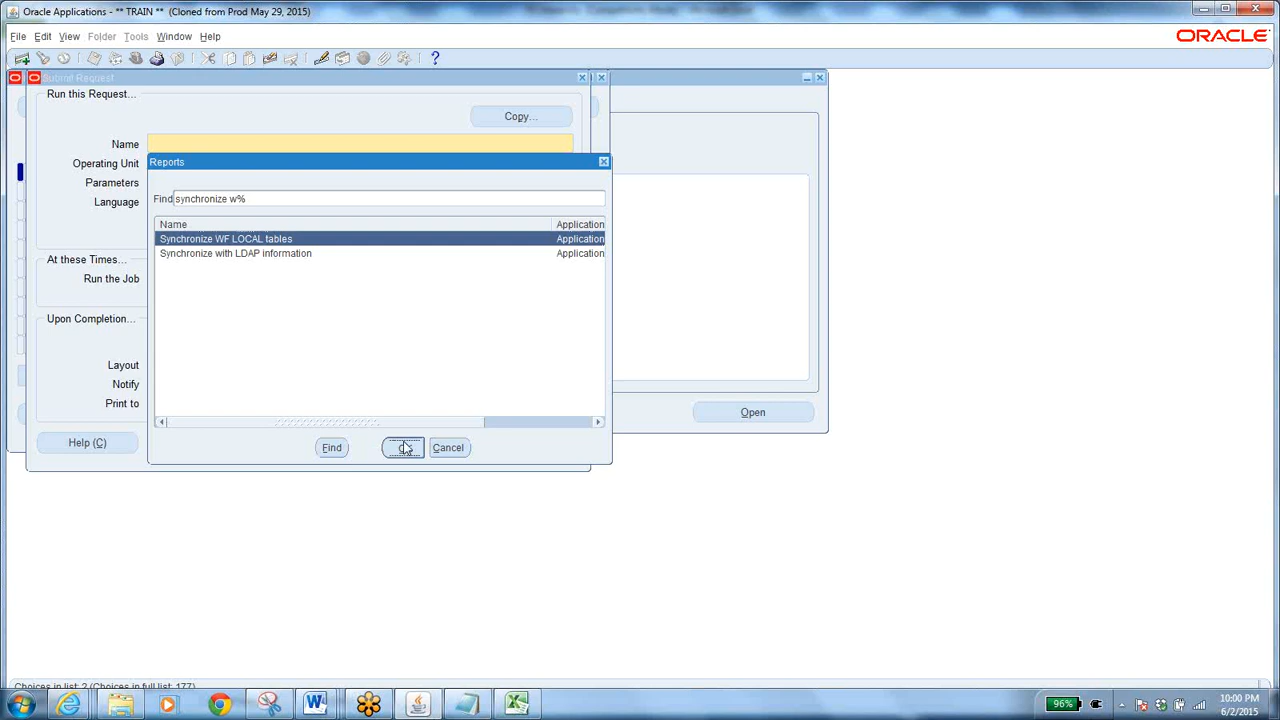 Oracle Applications - ** TRAIN ** (Cloned from Prod May 29, 2015)
File Edit View Folder Tools Window Help
ORACLE
Submit Request
Run this Request...
Copy...
Name
Operating Unit
Parameters
Language
At these Times...
Run the Job
Upon Completion...
Layout
Notify
Print to
Help (C)
Reports
Find synchronize w%
Name Application
Synchronize WF LOCAL tables Application
Synchronize with LDAP information Application
Find
Cancel
Open
Choices in list: 2 (Choices in full list: 177)
96%
10:00 PM
6/2/2015